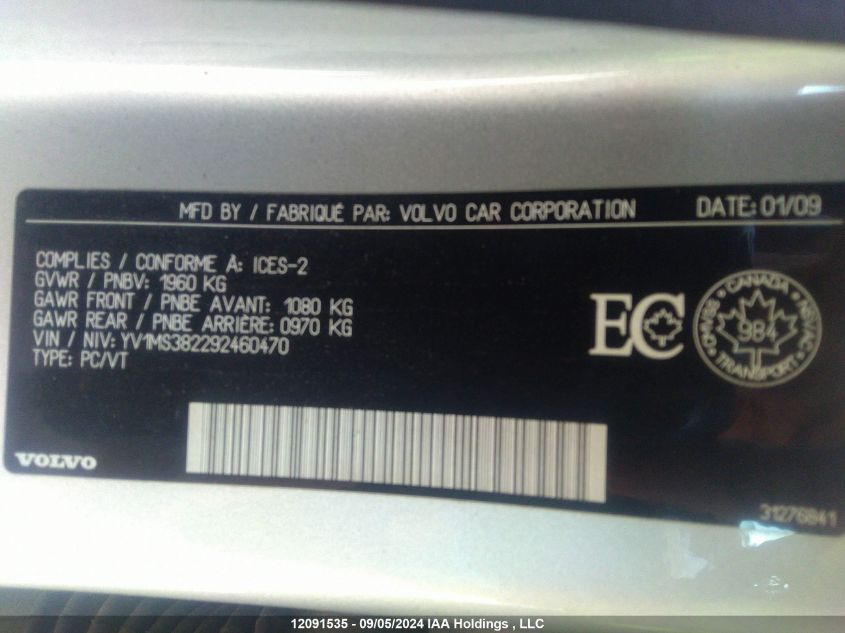 MFD BY / FABRIQUÉ PAR: VOLVO CAR CORPORATION DATE: 01/09
COMPLIES / CONFORME À: ICES-2
GVWR / PNBV: 1960 KG
GAWR FRONT / PNBE AVANT: 1080 KG
GAWR REAR / PNBE ARRIÈRE: 0970 KG
VIN / NIV: YV1MS382292460470
TYPE: PC/VT
EC
CANADA
NSVAC
TRANSPORT
984
VOLVO
31276841
12091535 - 09/05/2024 IAA Holdings , LLC